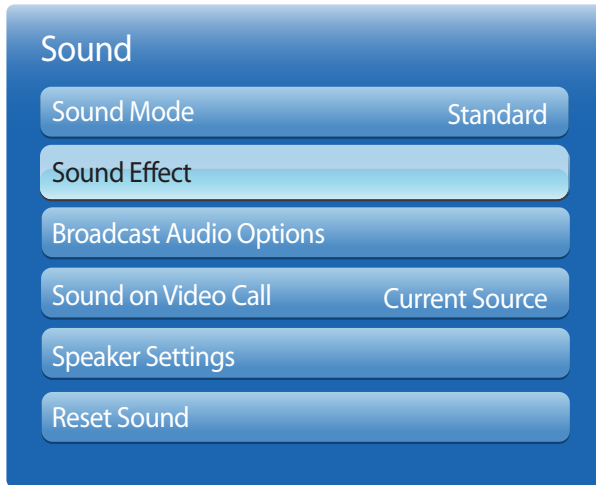 Sound
Sound Mode Standard
Sound Effect
Broadcast Audio Options
Sound on Video Call Current Source
Speaker Settings
Reset Sound